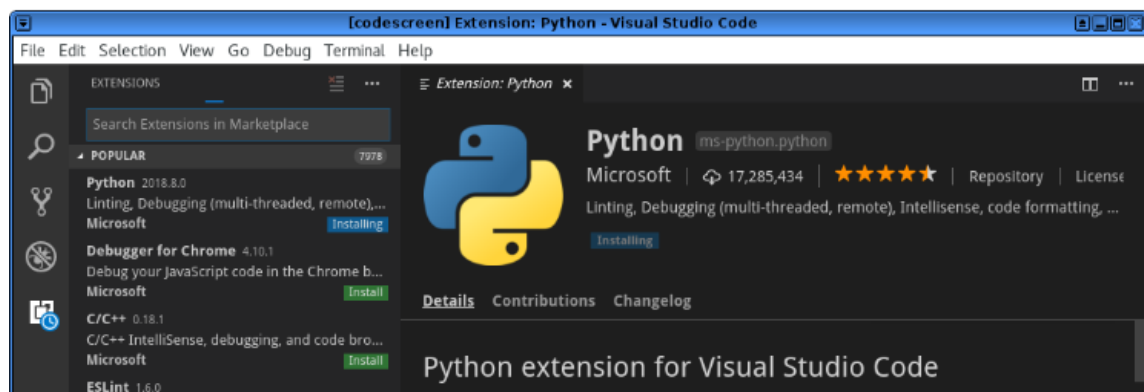 [codescreen] Extension: Python - Visual Studio Code
File Edit Selection View Go Debug Terminal Help
EXTENSIONS
Search Extensions in Marketplace
POPULAR 7978
Python 2018.8.0
Linting, Debugging (multi-threaded, remote),...
Microsoft Installing
Debugger for Chrome 4.10.1
Debug your JavaScript code in the Chrome b...
Microsoft Install
C/C++ 0.18.1
C/C++ IntelliSense, debugging, and code bro...
Microsoft Install
ESLint 1.6.0
Extension: Python
Python ms-python.python
Microsoft 17,285,434 Repository License
Linting, Debugging (multi-threaded, remote), Intellisense, code formatting, ...
Installing
Details Contributions Changelog
Python extension for Visual Studio Code